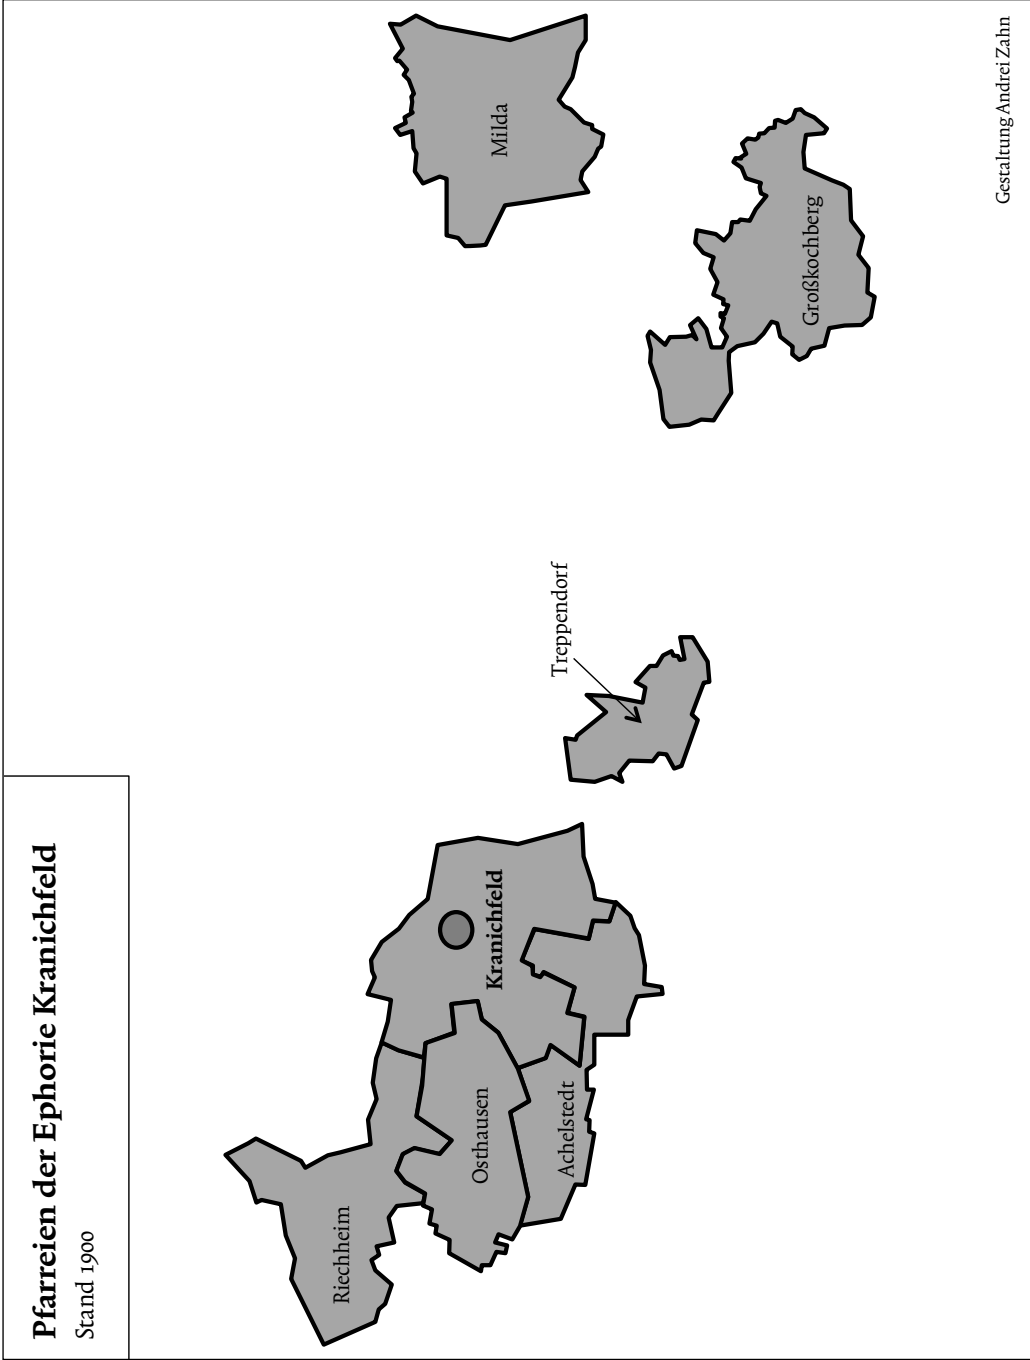 Pfarreien der Ephorie Kranichfeld
Stand 1900
Riechheim
Osthausen
Kranichfeld
Achelstedt
Treppendorf
Milda
Großkochberg
Gestaltung Andrei Zahn